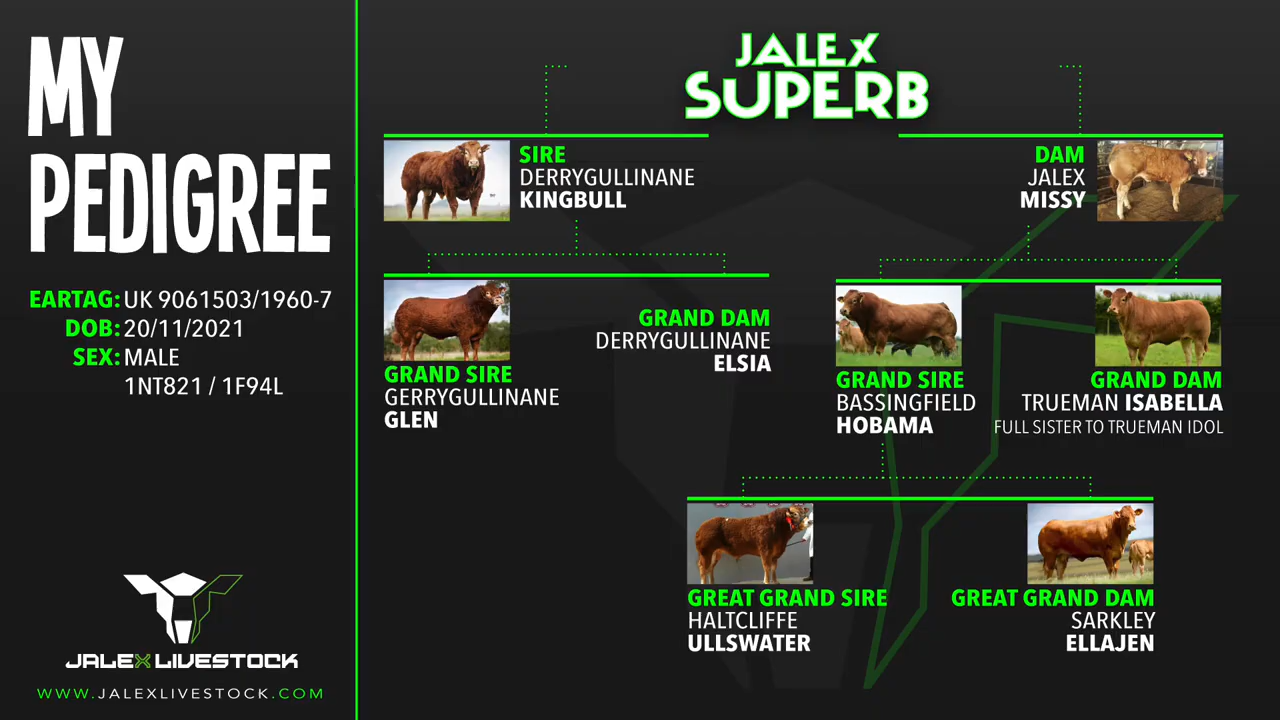 MY
PEDIGREE
EARTAG: UK 9061503/1960-7
DOB: 20/11/2021
SEX: MALE
1NT821 / 1F94L
JALEX LIVESTOCK
WWW.JALEXLIVESTOCK.COM
JALEX
SUPERB
SIRE
DERRYGULLINANE
KINGBULL
DAM
JALEX
MISSY
GRAND SIRE
GERRYGULLINANE
GLEN
GRAND DAM
DERRYGULLINANE
ELSIA
GRAND SIRE
BASSINGFIELD
HOBAMA
GRAND DAM
TRUEMAN ISABELLA
FULL SISTER TO TRUEMAN IDOL
GREAT GRAND SIRE
HALTCLIFFE
ULLSWATER
GREAT GRAND DAM
SARKLEY
ELLAJEN